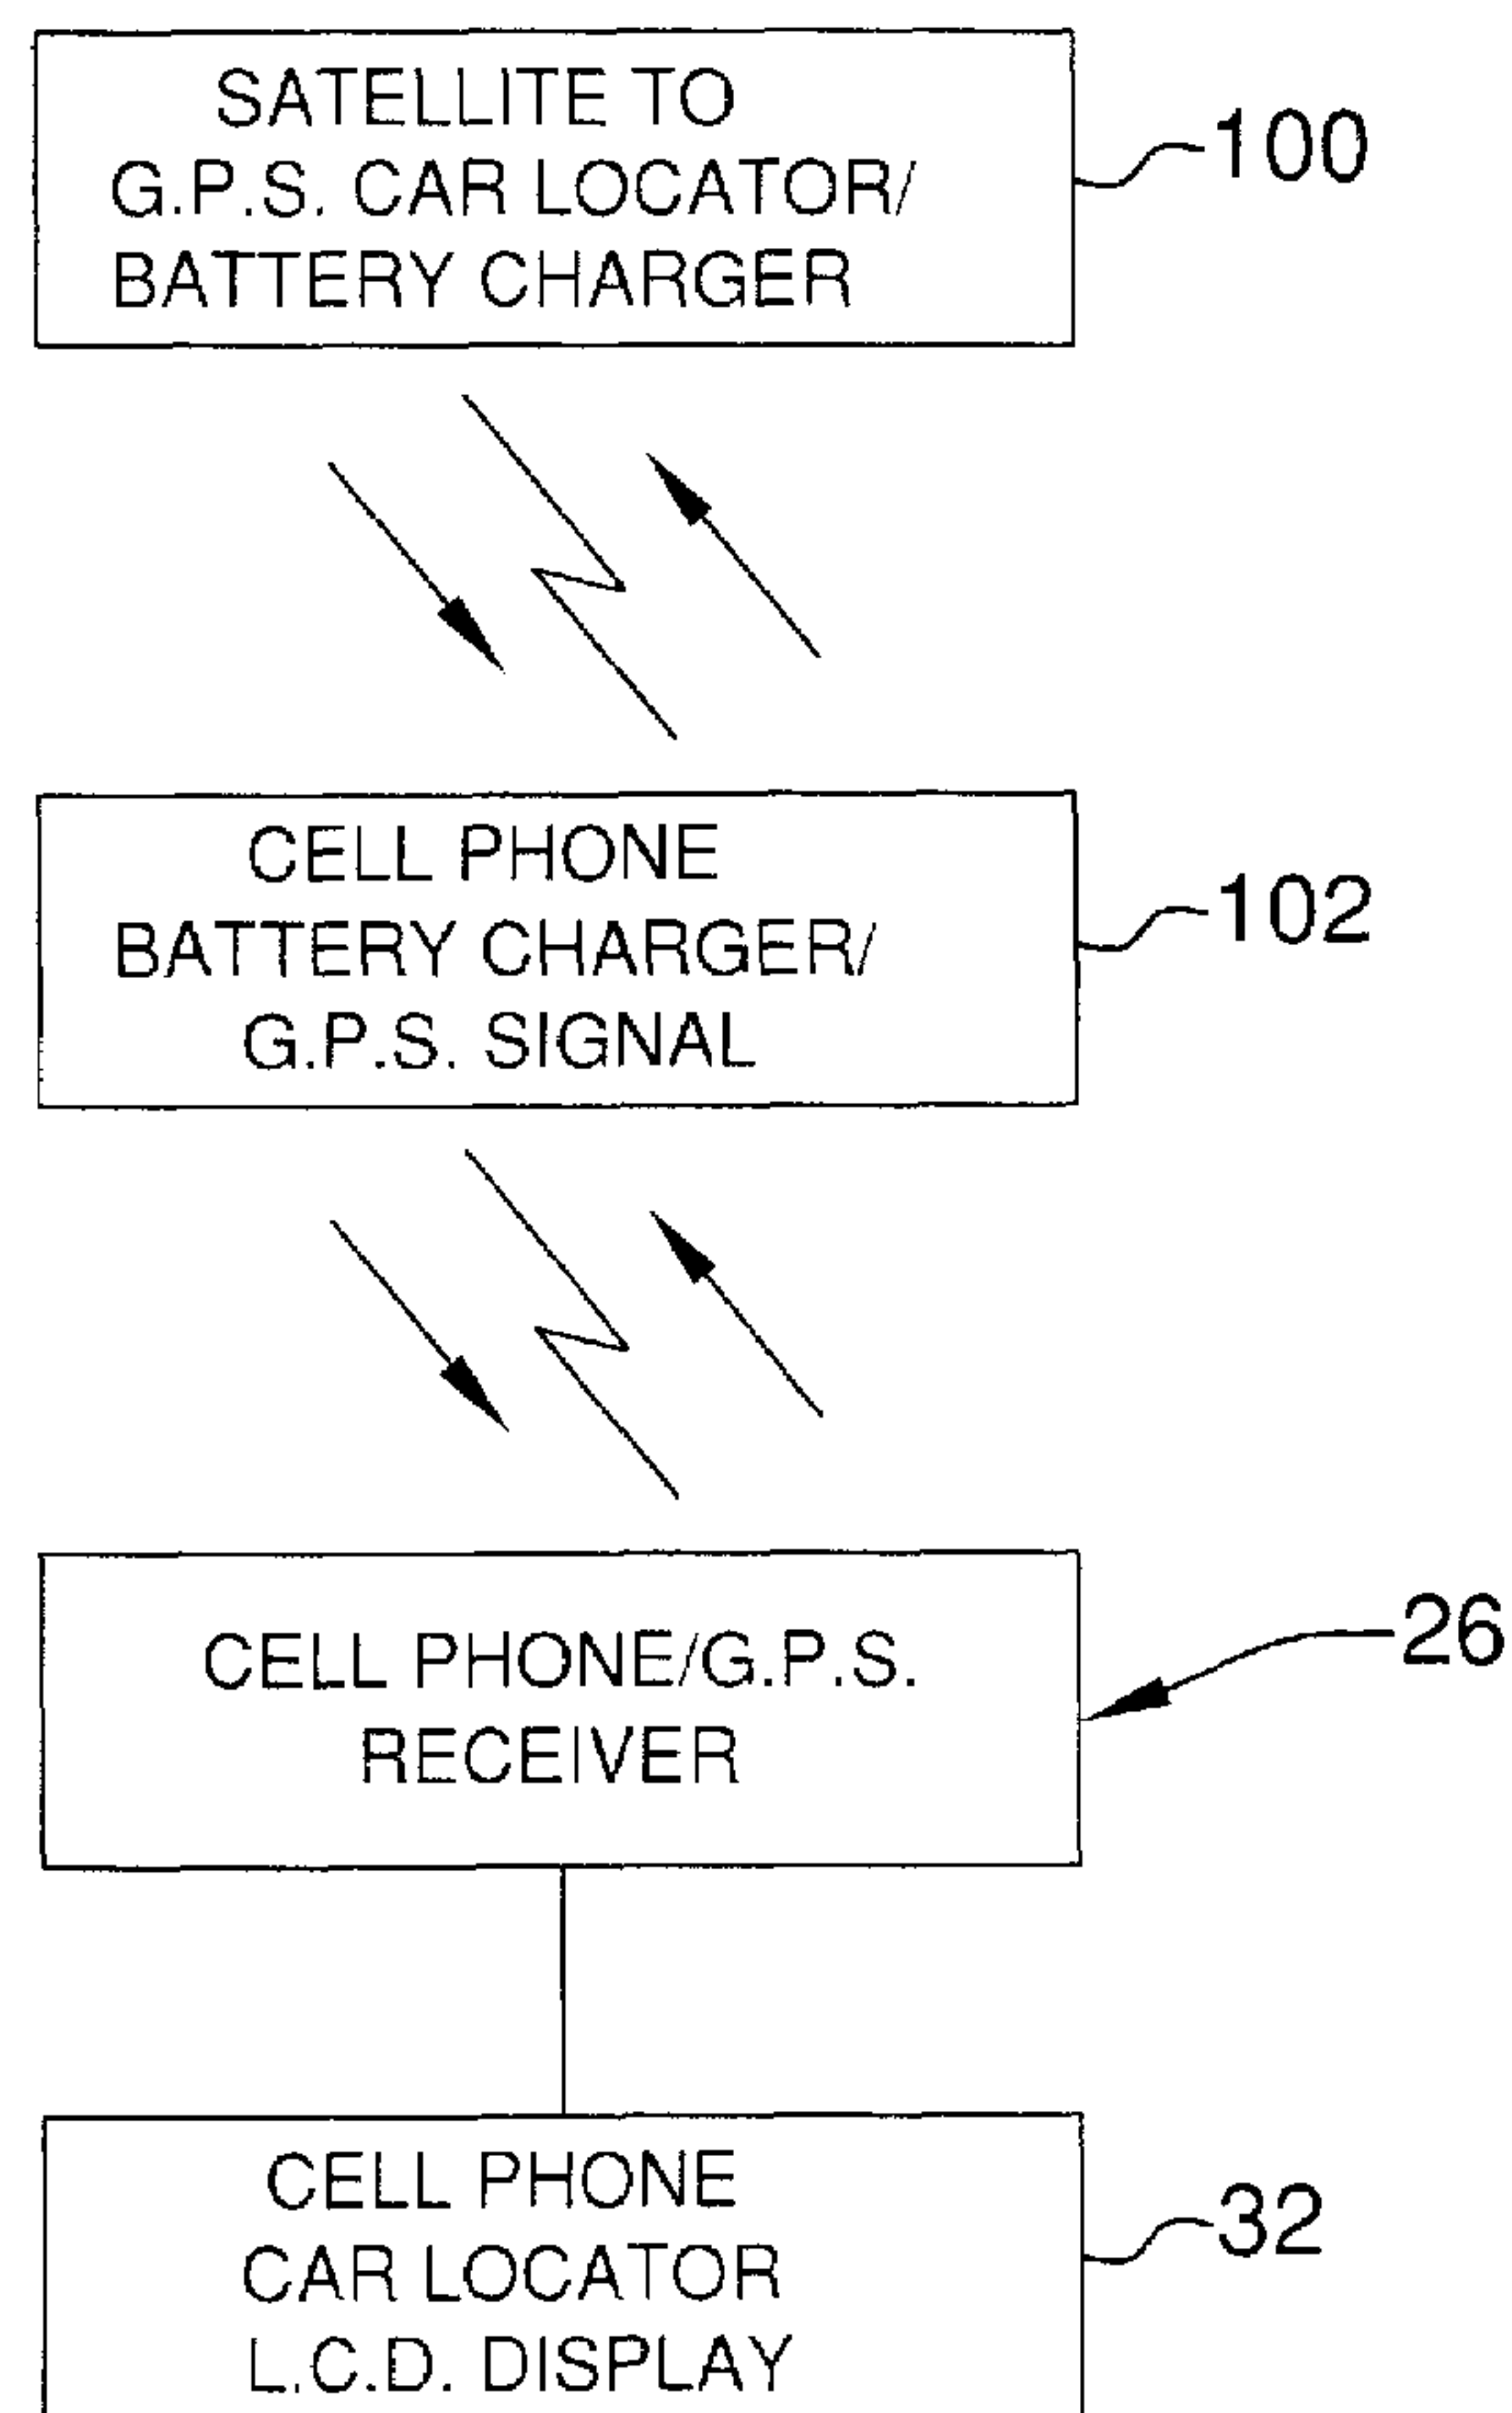 SATELLITE TO
G.P.S. CAR LOCATOR/
BATTERY CHARGER
100
CELL PHONE
BATTERY CHARGER/
G.P.S. SIGNAL
102
CELL PHONE/G.P.S.
RECEIVER
26
CELL PHONE
CAR LOCATOR
L.C.D. DISPLAY
32